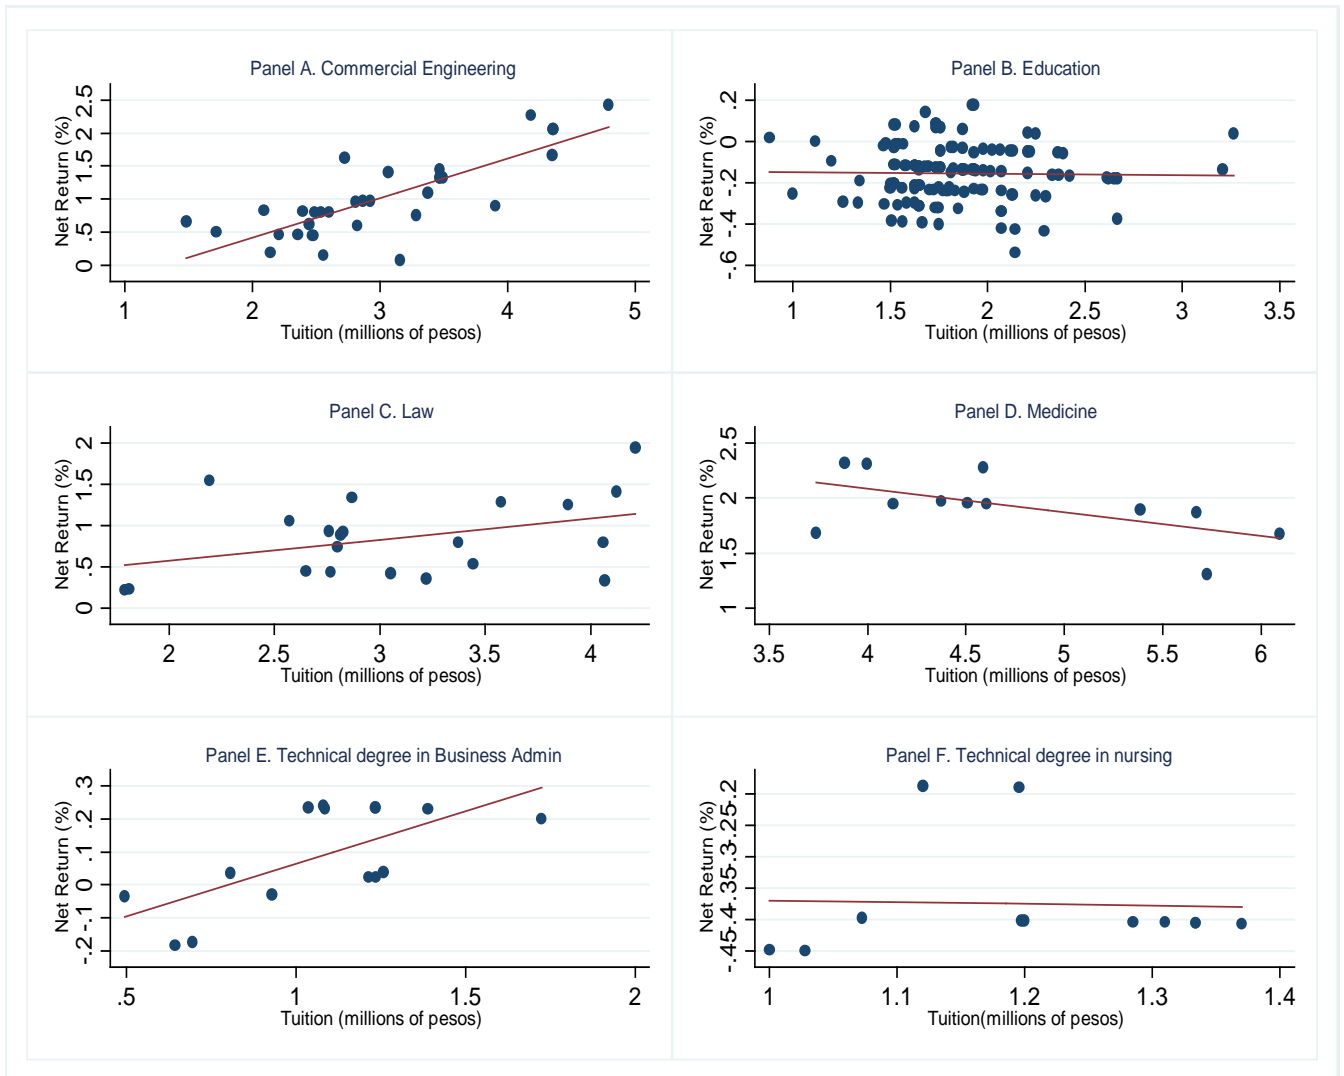 Panel A. Commercial Engineering
Net Return (%)
0 .5 1 1.5 2 2.5
1 2 3 4 5
Tuition (millions of pesos)
Panel B. Education
Net Return (%)
-.6 -.4 -.2 0 .2
1 1.5 2 2.5 3 3.5
Tuition (millions of pesos)
Panel C. Law
Net Return (%)
0 .5 1 1.5 2
2 2.5 3 3.5 4
Tuition (millions of pesos)
Panel D. Medicine
Net Return (%)
1 1.5 2 2.5
3.5 4 4.5 5 5.5 6
Tuition (millions of pesos)
Panel E. Technical degree in Business Admin
Net Return (%)
-.2 -.1 0 .1 .2 .3
.5 1 1.5 2
Tuition (millions of pesos)
Panel F. Technical degree in nursing
Net Return (%)
-.45 -.4 -.35 -.3 -.25 -.2
1 1.1 1.2 1.3 1.4
Tuition(millions of pesos)